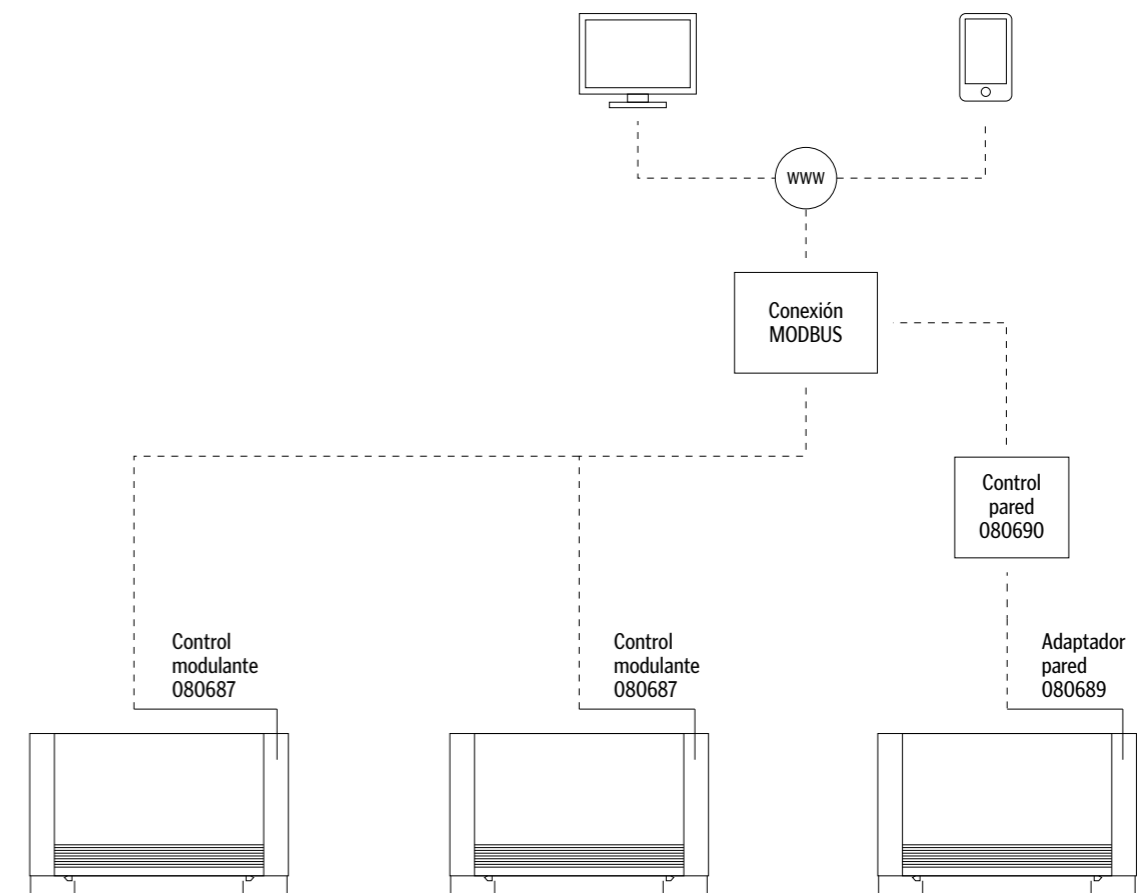 WWW
Conexión
MODBUS
Control
pared
080690
Control
modulante
080687
Control
modulante
080687
Adaptador
pared
080689